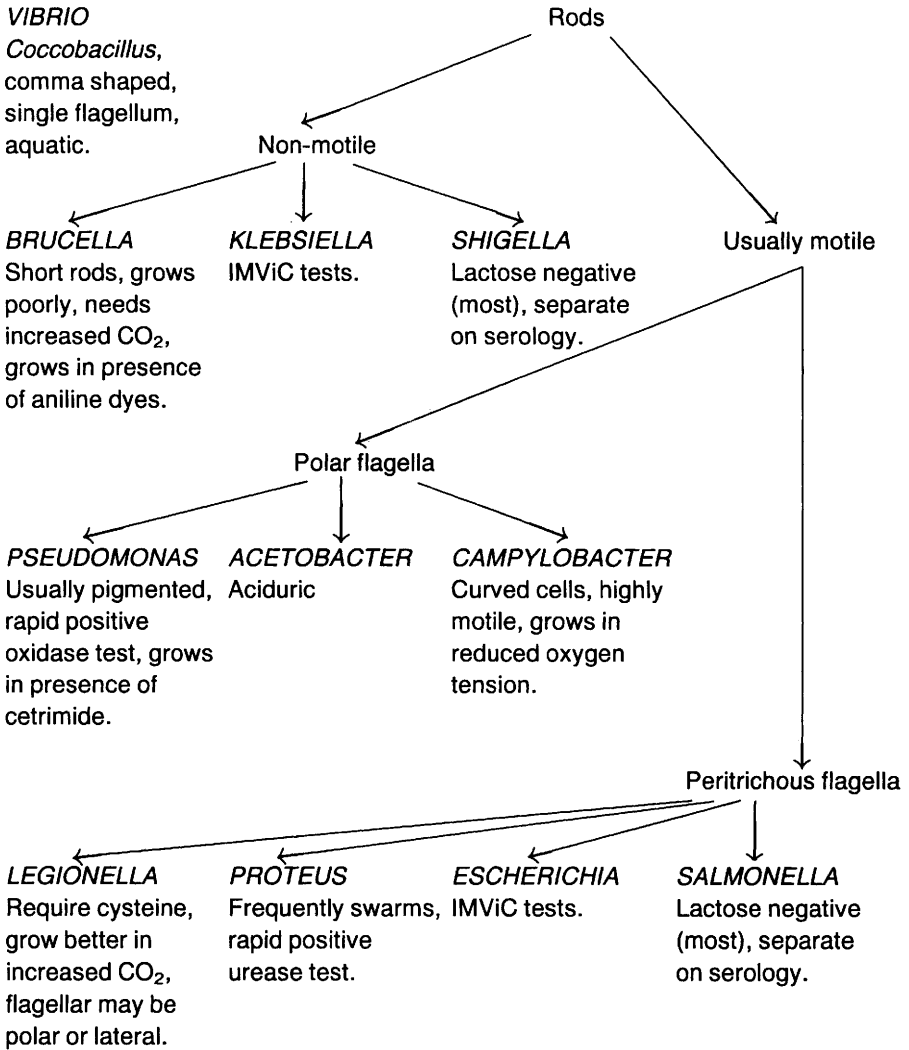 VIBRIO
Coccobacillus,
comma shaped,
single flagellum,
aquatic.
Rods
Non-motile
BRUCELLA
Short rods, grows
poorly, needs
increased CO₂,
grows in presence
of aniline dyes.
KLEBSIELLA
IMViC tests.
SHIGELLA
Lactose negative
(most), separate
on serology.
Usually motile
Polar flagella
PSEUDOMONAS
Usually pigmented,
rapid positive
oxidase test, grows
in presence of
cetrimide.
ACETOBACTER
Aciduric
CAMPYLOBACTER
Curved cells, highly
motile, grows in
reduced oxygen
tension.
Peritrichous flagella
LEGIONELLA
Require cysteine,
grow better in
increased CO₂,
flagellar may be
polar or lateral.
PROTEUS
Frequently swarms,
rapid positive
urease test.
ESCHERICHIA
IMViC tests.
SALMONELLA
Lactose negative
(most), separate
on serology.